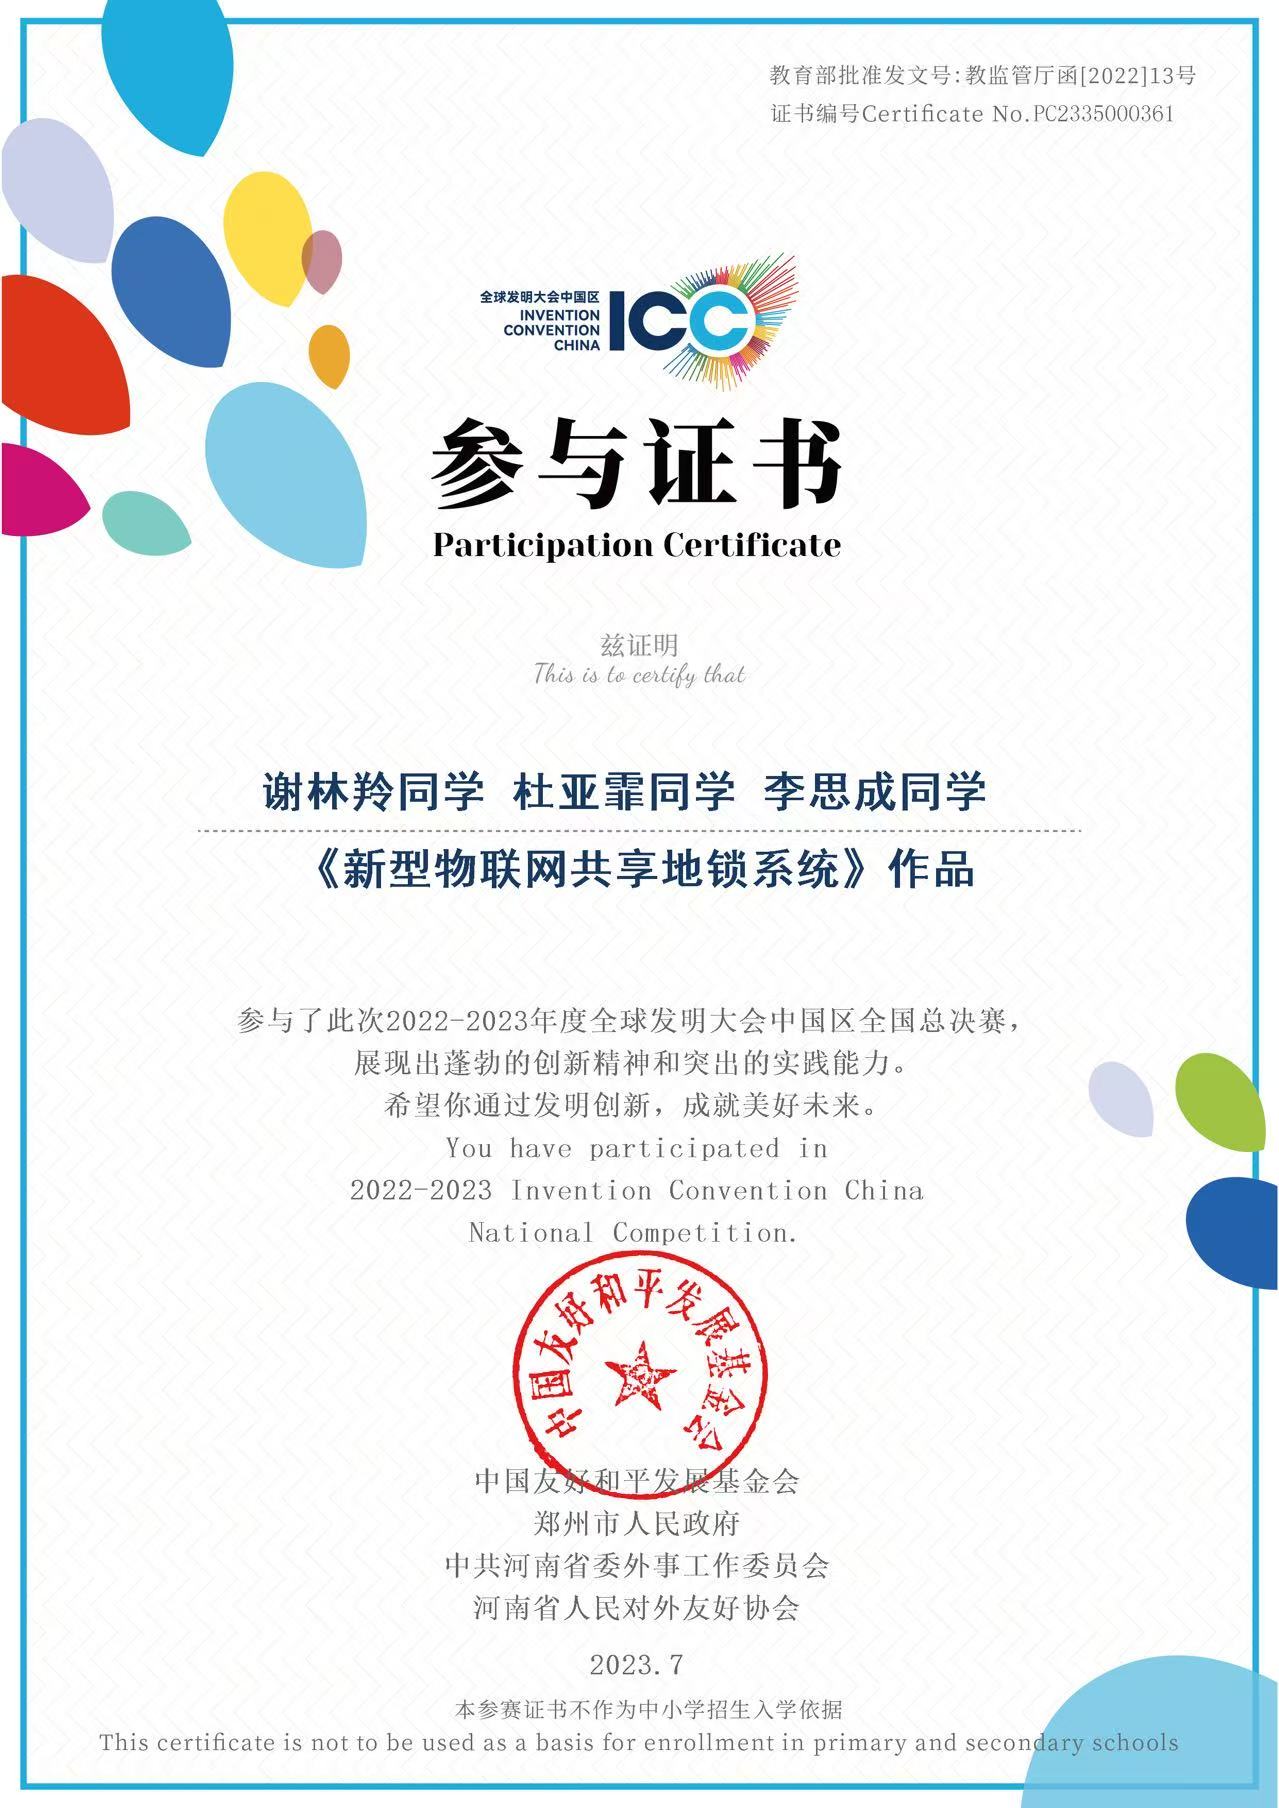 教育部批准发文号:教监管厅函[2022]13号
证书编号Certificate No.PC2335000361
全球发明大会中国区
INVENTION
CONVENTION
CHINA
ICC
参与证书
Participation Certificate
兹证明
This is to certify that
谢林羚同学 杜亚霏同学 李思成同学
《新型物联网共享地锁系统》作品
参与了此次2022-2023年度全球发明大会中国区全国总决赛，
展现出蓬勃的创新精神和突出的实践能力。
希望你通过发明创新，成就美好未来。
You have participated in
2022-2023 Invention Convention China
National Competition.
中国友好和平发展基金会
中国友好和平发展基金会
郑州市人民政府
中共河南省委外事工作委员会
河南省人民对外友好协会
2023.7
本参赛证书不作为中小学招生入学依据
This certificate is not to be used as a basis for enrollment in primary and secondary schools